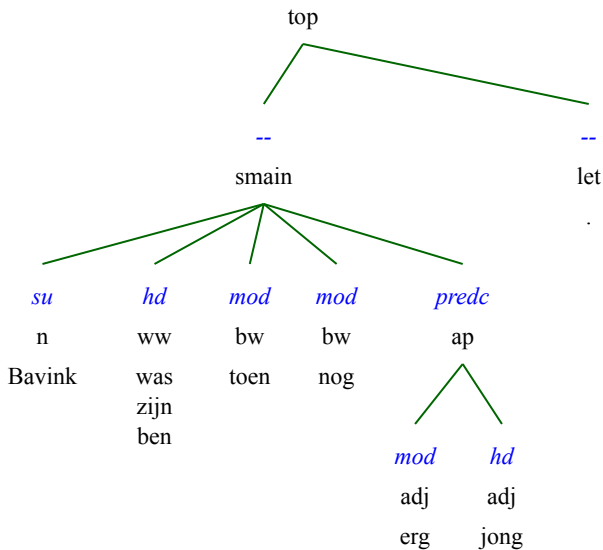 top
-- --
smain let
.
su hd mod mod predc
n ww bw bw ap
Bavink was toen nog
zijn
ben
mod hd
adj adj
erg jong